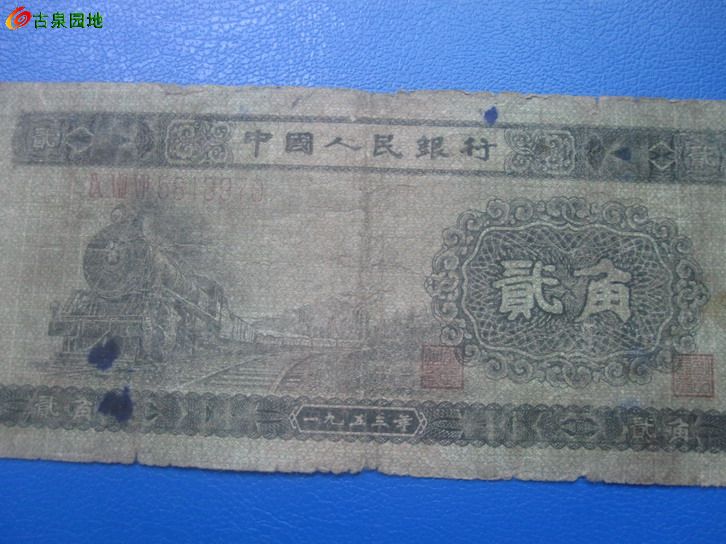 古泉园地
貳
中國人民銀行
貳角
貳角
一九五三年
貳角